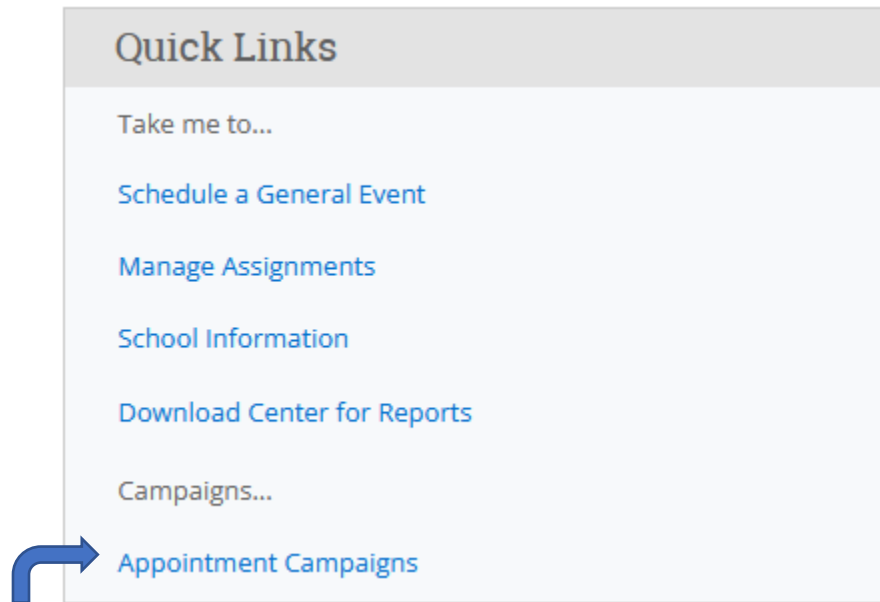 Quick Links
Take me to...
Schedule a General Event
Manage Assignments
School Information
Download Center for Reports
Campaigns...
Appointment Campaigns